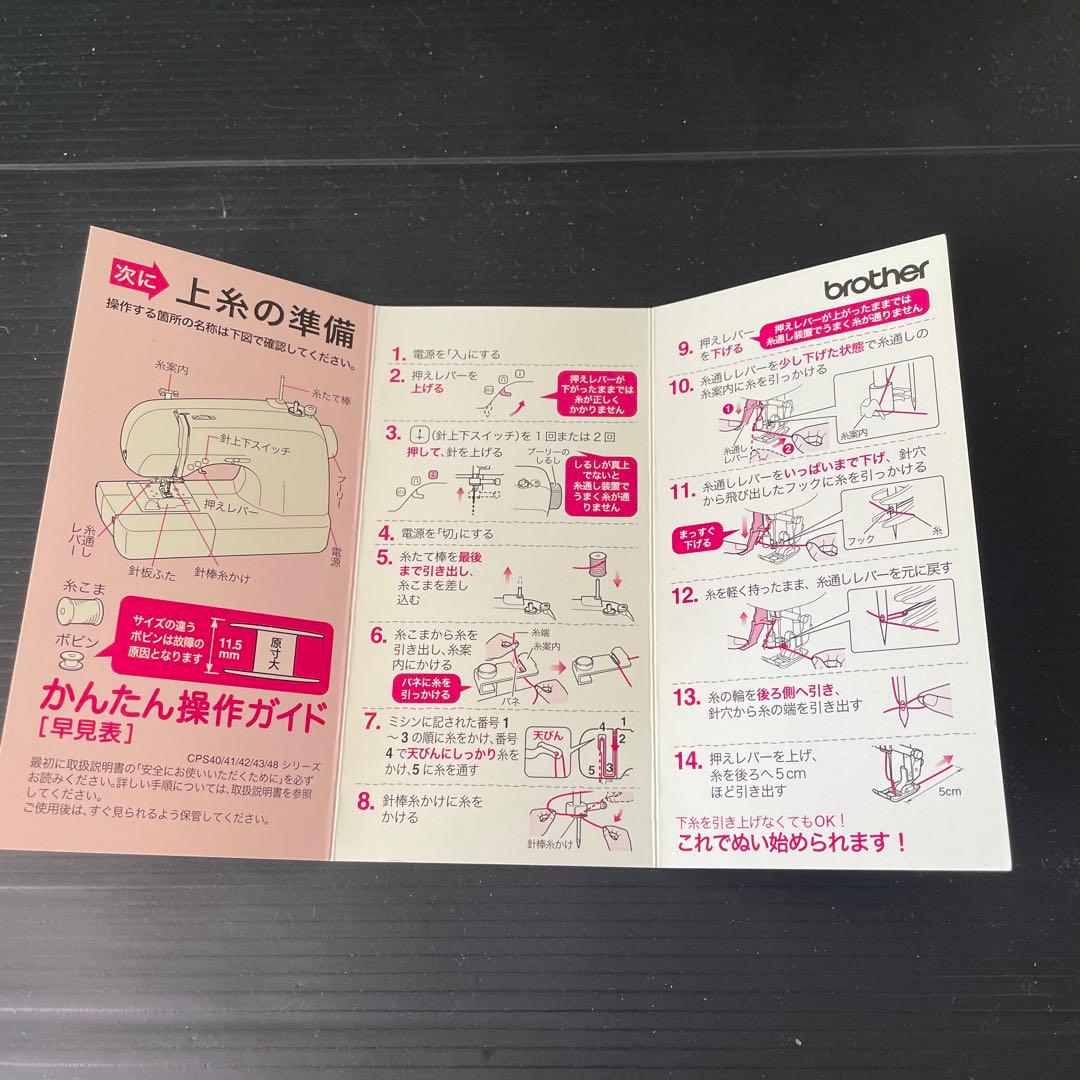 次に
上糸の準備
操作する箇所の名称は下図で確認してください。
糸案内
糸たて棒
針上下スイッチ
プーリー
押えレバー
糸通し
レバー
針板ふた
針棒糸かけ
電源
糸こま
ボビン
サイズの違う
ボビンは故障の
原因となります
11.5
mm
原寸大
かんたん操作ガイド
[早見表]
CPS40/41/42/43/48 シリーズ
最初に取扱説明書の「安全にお使いいただくために」を必ず
お読みください。詳しい手順については、取扱説明書を参照
してください。
ご使用後は、すぐ見られるよう保管してください。
1. 電源を「入」にする
2. 押えレバーを
上げる
押えレバーが
下がったままでは
糸が正しく
かかりません
3. (針上下スイッチ)を1回または2回
押して、針を上げる
プーリーの
しるし
しるしが真上
でないと
糸通し装置で
うまく糸が通
りません
4. 電源を「切」にする
5. 糸たて棒を最後
まで引き出し、
糸こまを差し
込む
6. 糸こまから糸を
引き出し、糸案
内にかける
バネに糸を
引っかける
糸端
糸案内
バネ
7. ミシンに記された番号1
～3の順に糸をかけ、番号
4で天びんにしっかり糸を
かけ、5に糸を通す
天びん
4
1
2
5
3
8. 針棒糸かけに糸を
かける
針棒糸かけ
brother
9. 押えレバー
を下げる
押えレバーが上がったままでは
糸通し装置でうまく糸が通りません
10. 糸通しレバーを少し下げた状態で糸通しの
糸案内に糸を引っかける
1
2
糸通し
レバー
糸案内
11. 糸通しレバーをいっぱいまで下げ、針穴
から飛び出したフックに糸を引っかける
まっすぐ
下げる
フック
糸
12. 糸を軽く持ったまま、糸通しレバーを元に戻す
13. 糸の輪を後ろ側へ引き、
針穴から糸の端を引き出す
14. 押えレバーを上げ、
糸を後ろへ5cm
ほど引き出す
5cm
下糸を引き上げなくてもOK！
これでぬい始められます！